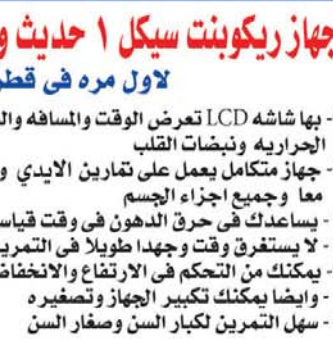 جهاز ريكوبنت سيكل ١ حديث و
لاول مره فى قطر
- بها شاشه LCD تعرض الوقت والمسافه وال
الحراريه ونبضات القلب
- جهاز متكامل يعمل على تمارين الايدي و
معا وجميع اجزاء الجسم
- يساعدك فى حرق الدهون فى وقت قياس
- لا يستغرق وقت وجهدا طويلا فى التمرين
- يمكنك من التحكم فى الارتفاع والانخفاض
- وايضا يمكنك تكبير الجهاز وتصغيره
- سهل التمرين لكبار السن وصغار السن